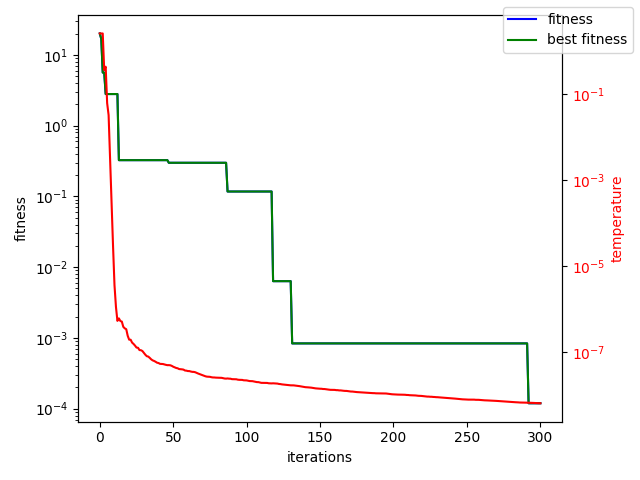 fitness
best fitness
10¹
10⁰
10⁻¹
10⁻²
10⁻³
10⁻⁴
fitness
10⁻¹
10⁻³
10⁻⁵
10⁻⁷
temperature
0 50 100 150 200 250 300
iterations